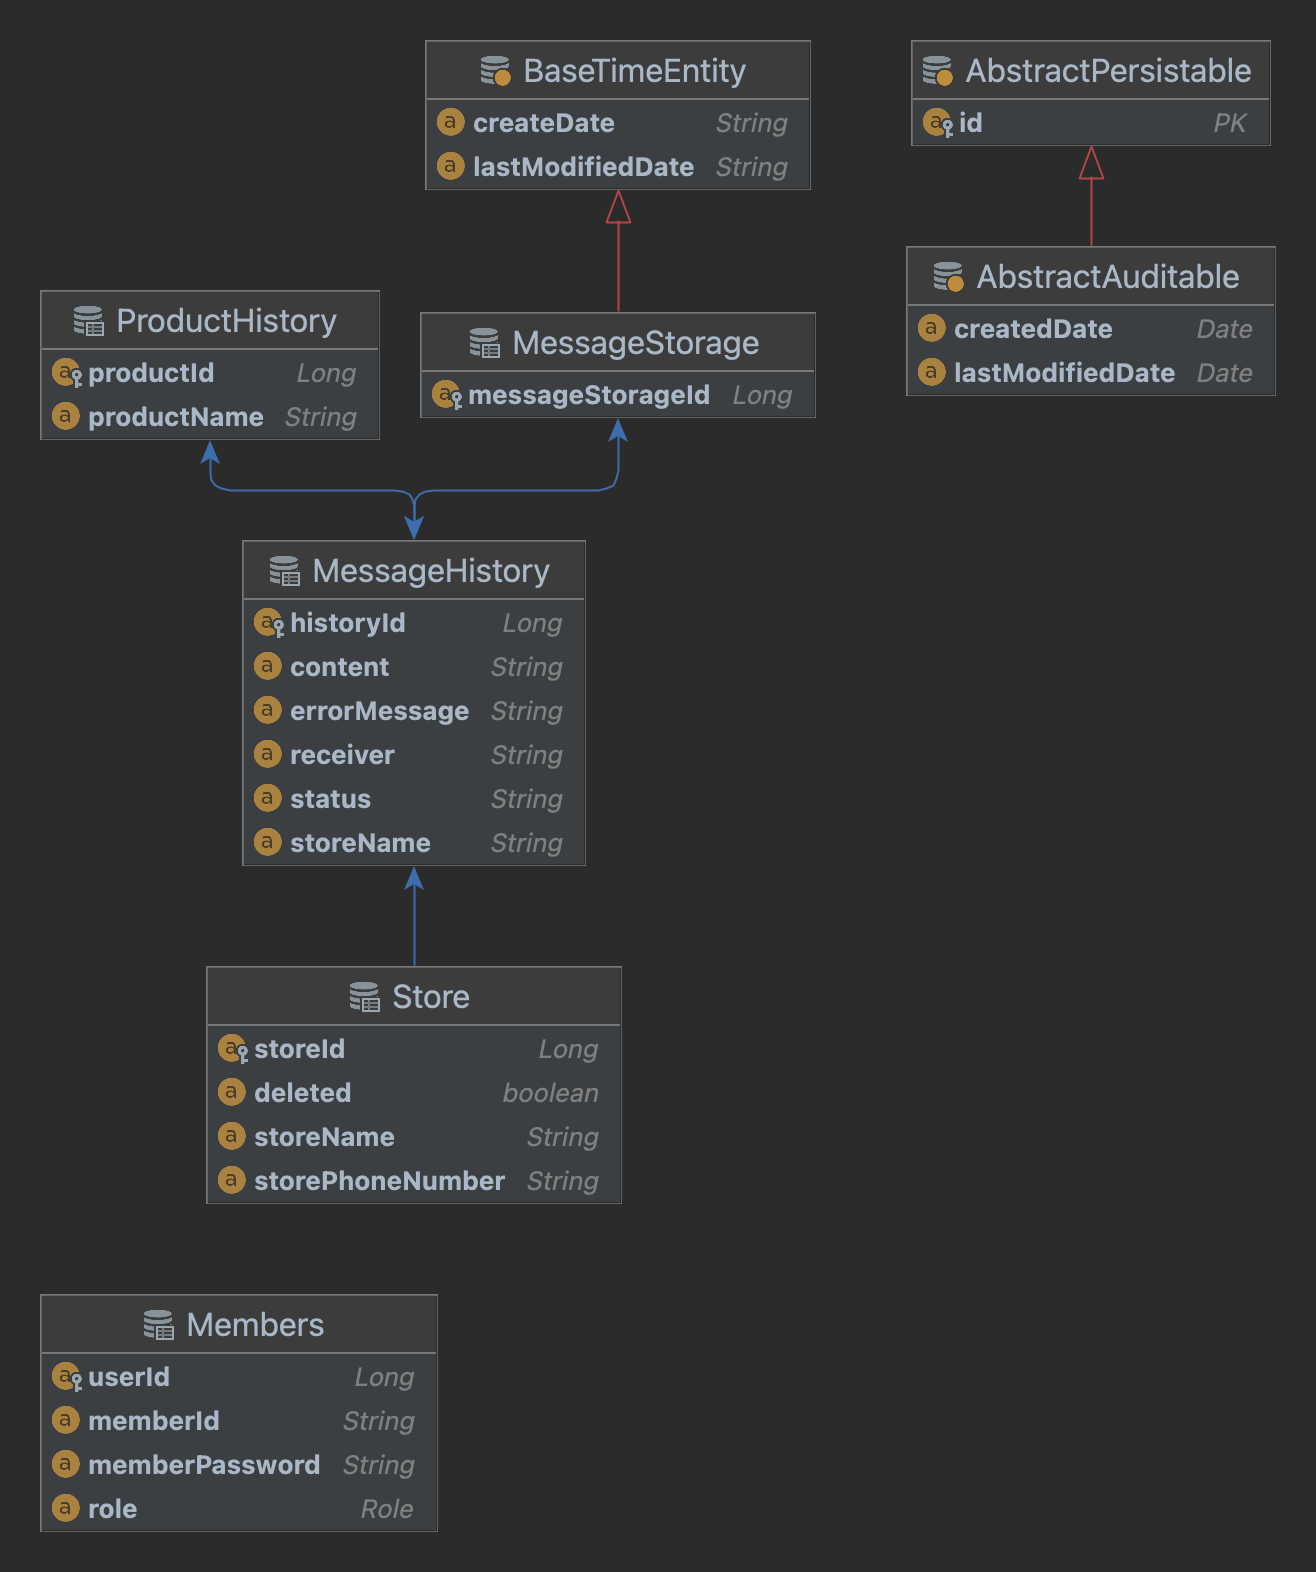 BaseTimeEntity
createDate String
lastModifiedDate String
AbstractPersistable
id PK
AbstractAuditable
createdDate Date
lastModifiedDate Date
ProductHistory
productId Long
productName String
MessageStorage
messageStorageId Long
MessageHistory
historyId Long
content String
errorMessage String
receiver String
status String
storeName String
Store
storeId Long
deleted boolean
storeName String
storePhoneNumber String
Members
userId Long
memberId String
memberPassword String
role Role